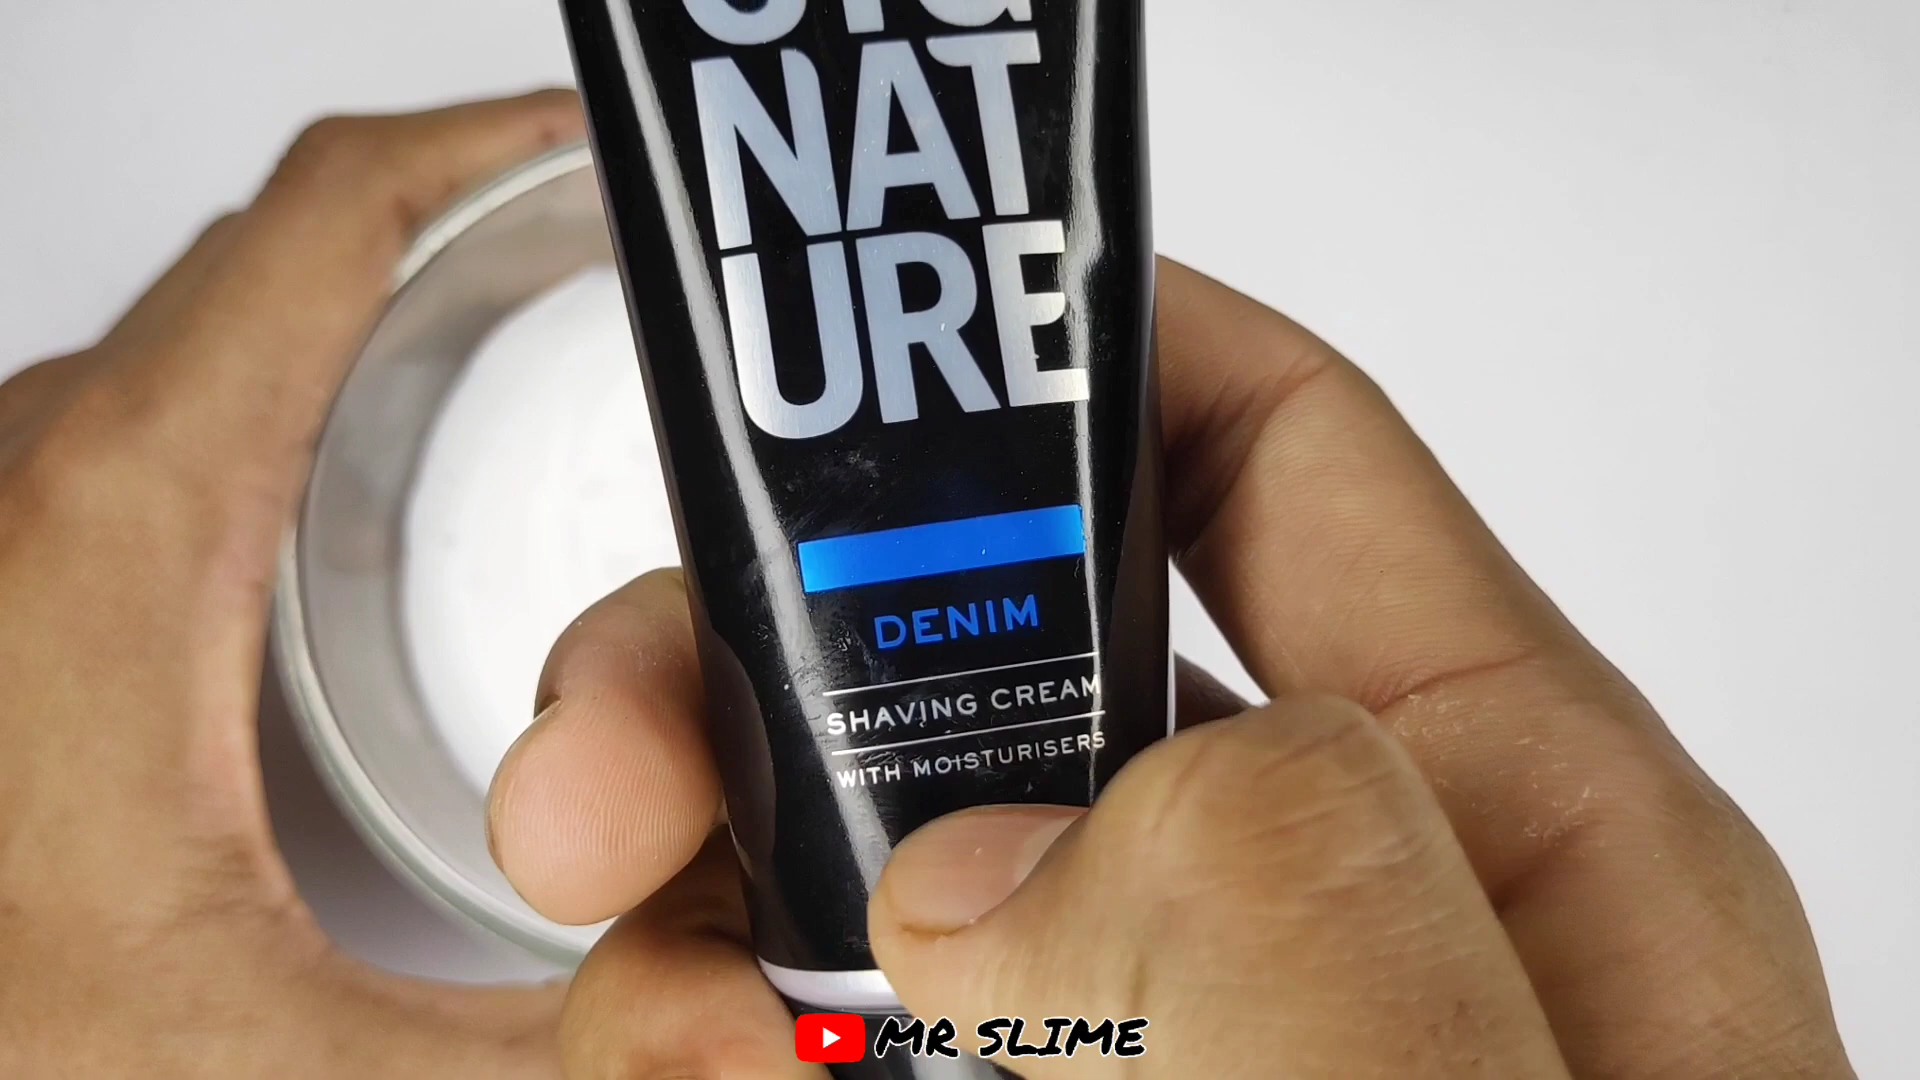 NAT
URE
DENIM
SHAVING CREAM
WITH MOISTURISERS
MR SLIME